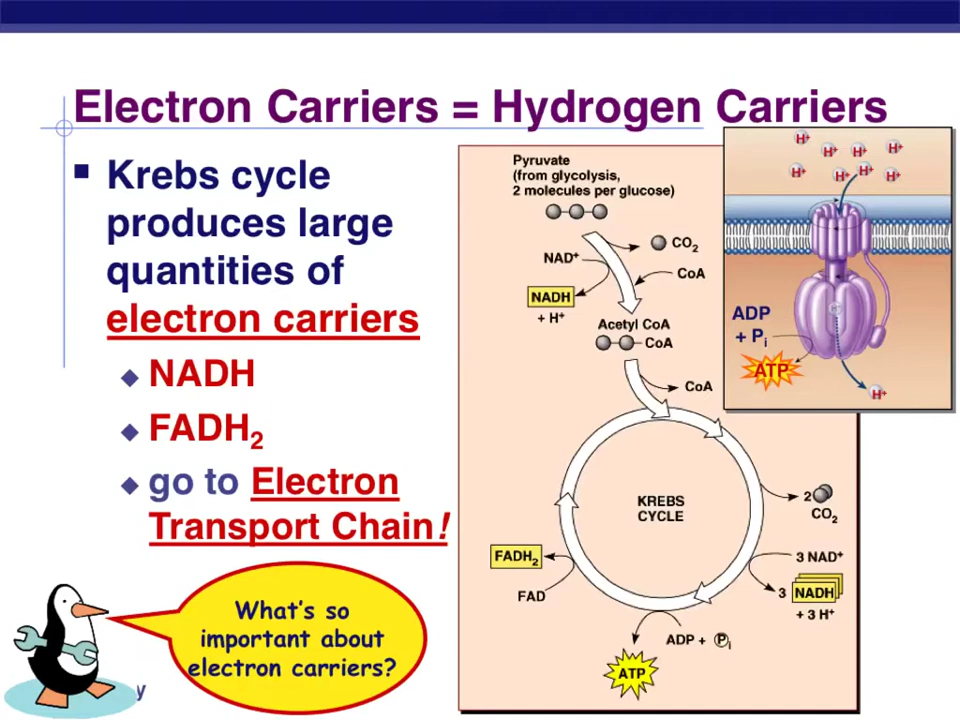 Electron Carriers = Hydrogen Carriers
Krebs cycle
produces large
quantities of
electron carriers
NADH
FADH₂
go to Electron
Transport Chain!
What's so
important about
electron carriers?
y
Pyruvate
(from glycolysis,
2 molecules per glucose)
CO₂
NAD⁺
CoA
NADH
+ H⁺
Acetyl CoA
CoA
CoA
KREBS
CYCLE
2
CO₂
3 NAD⁺
3 NADH
+ 3 H⁺
FADH₂
FAD
ADP + Pi
ATP
H⁺
H⁺
H⁺
H⁺
H⁺
H⁺
H⁺
H⁺
H⁺
ADP
+ Pi
ATP
H⁺